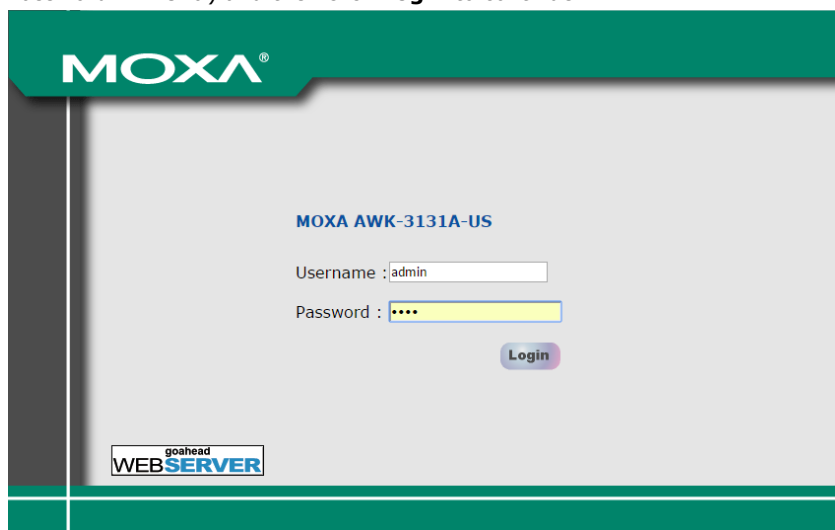 MOXA®
MOXA AWK-3131A-US
Username : admin
Password : ••••
Login
goahead
WEBSERVER